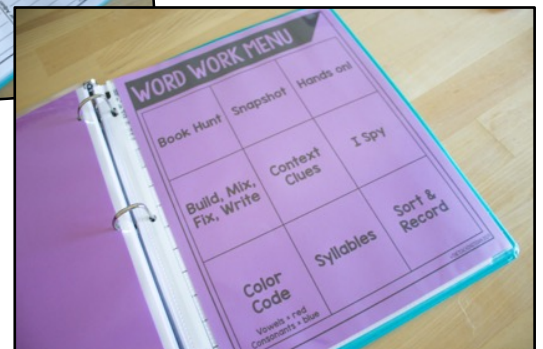 WORD WORK MENU
Book Hunt
Snapshot
Hands on!
Build, Mix,
Fix, Write
Context
Clues
I Spy
Color
Code
Vowels = red
Consonants = blue
Syllables
Sort &
Record